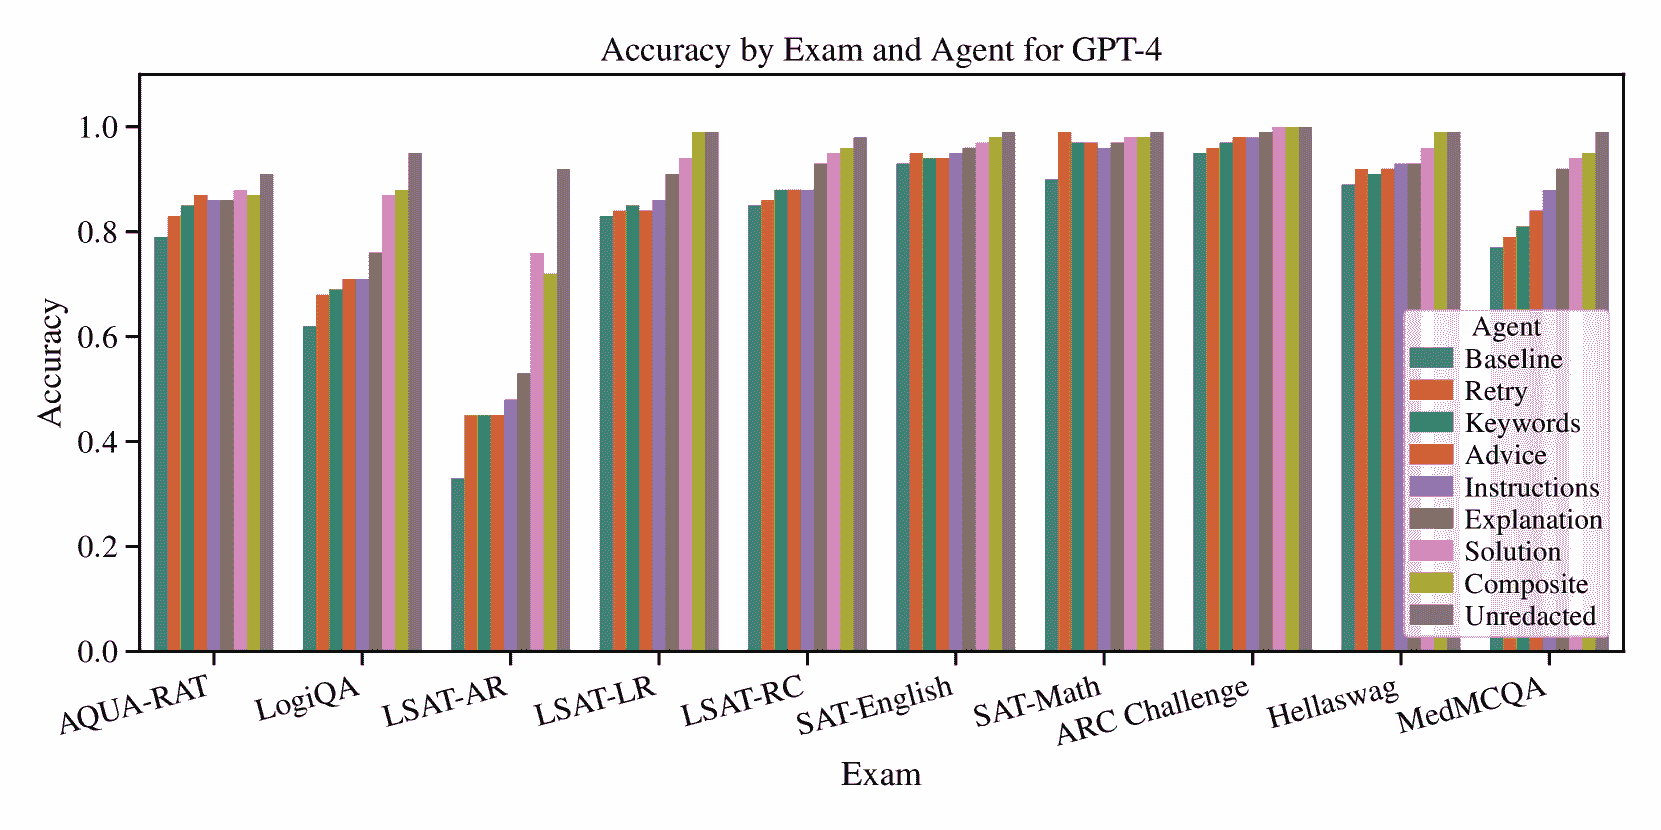 Accuracy by Exam and Agent for GPT-4
Accuracy
1.0
0.8
0.6
0.4
0.2
0.0
AQUA-RAT
LogiQA
LSAT-AR
LSAT-LR
LSAT-RC
SAT-English
SAT-Math
ARC Challenge
Hellaswag
MedMCQA
Exam
Agent
Baseline
Retry
Keywords
Advice
Instructions
Explanation
Solution
Composite
Unredacted